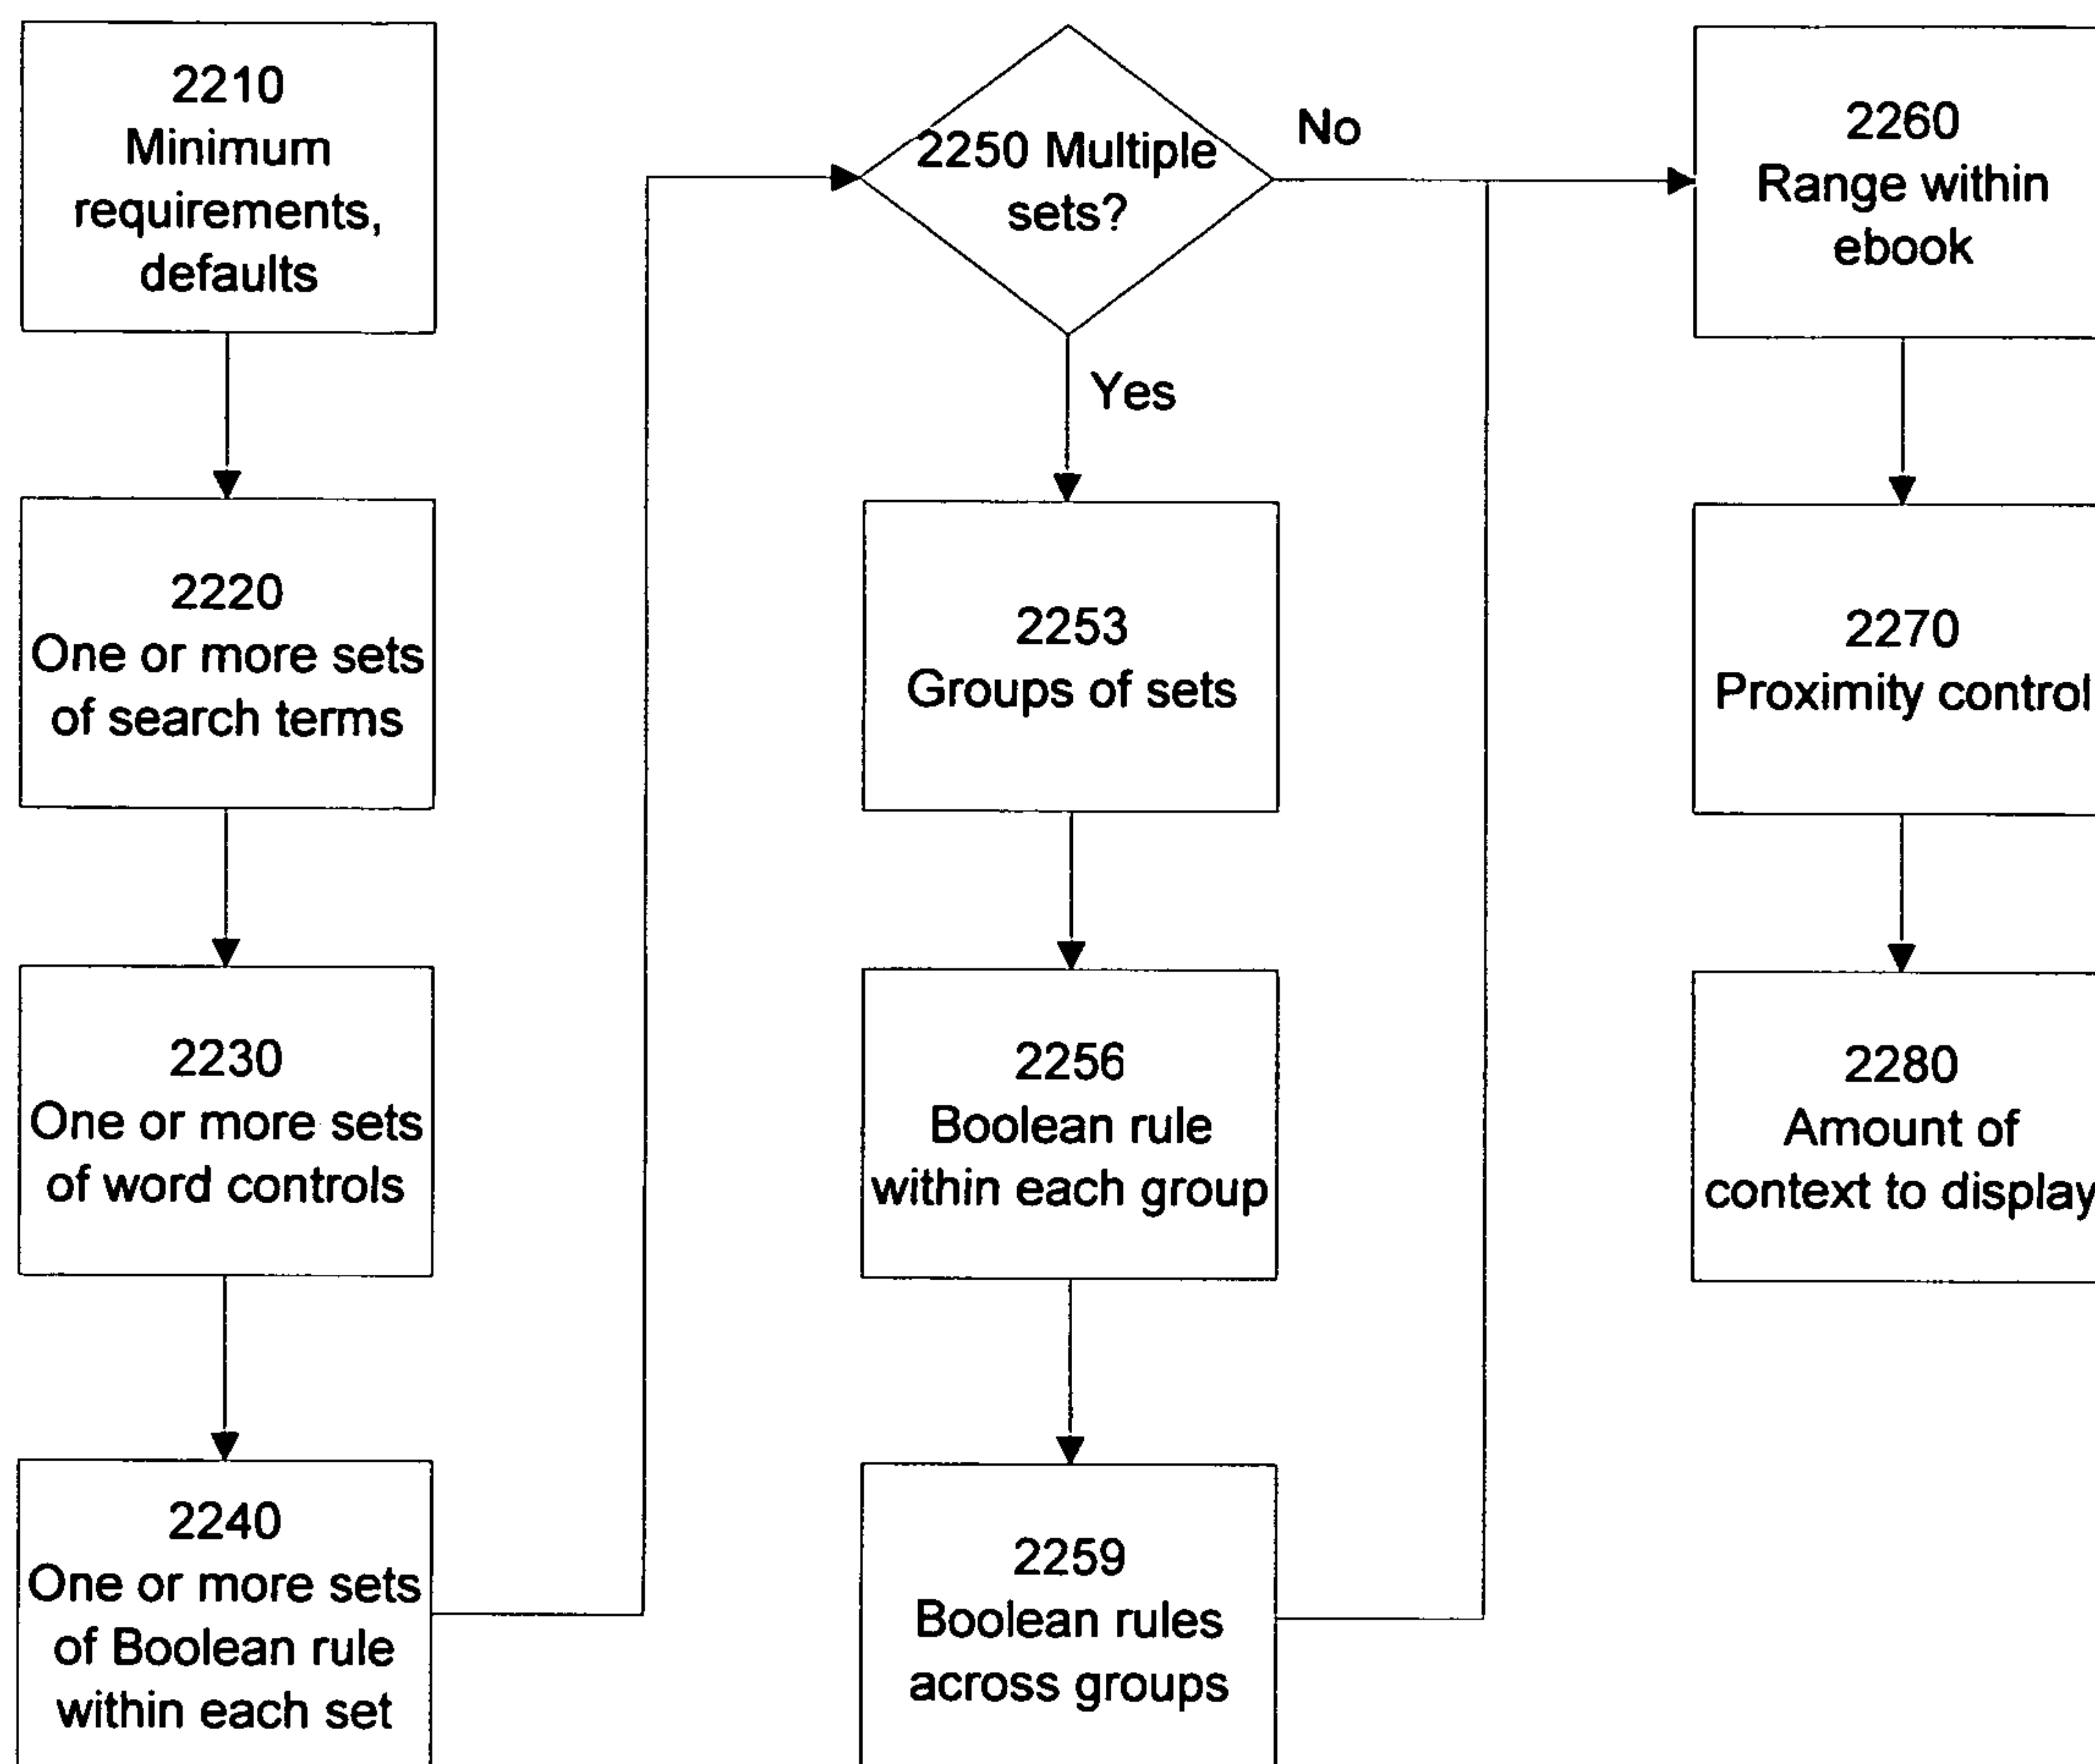 2210
Minimum
requirements,
defaults
2220
One or more sets
of search terms
2230
One or more sets
of word controls
2240
One or more sets
of Boolean rule
within each set
2250 Multiple
sets?
No
Yes
2253
Groups of sets
2256
Boolean rule
within each group
2259
Boolean rules
across groups
2260
Range within
ebook
2270
Proximity control
2280
Amount of
context to display